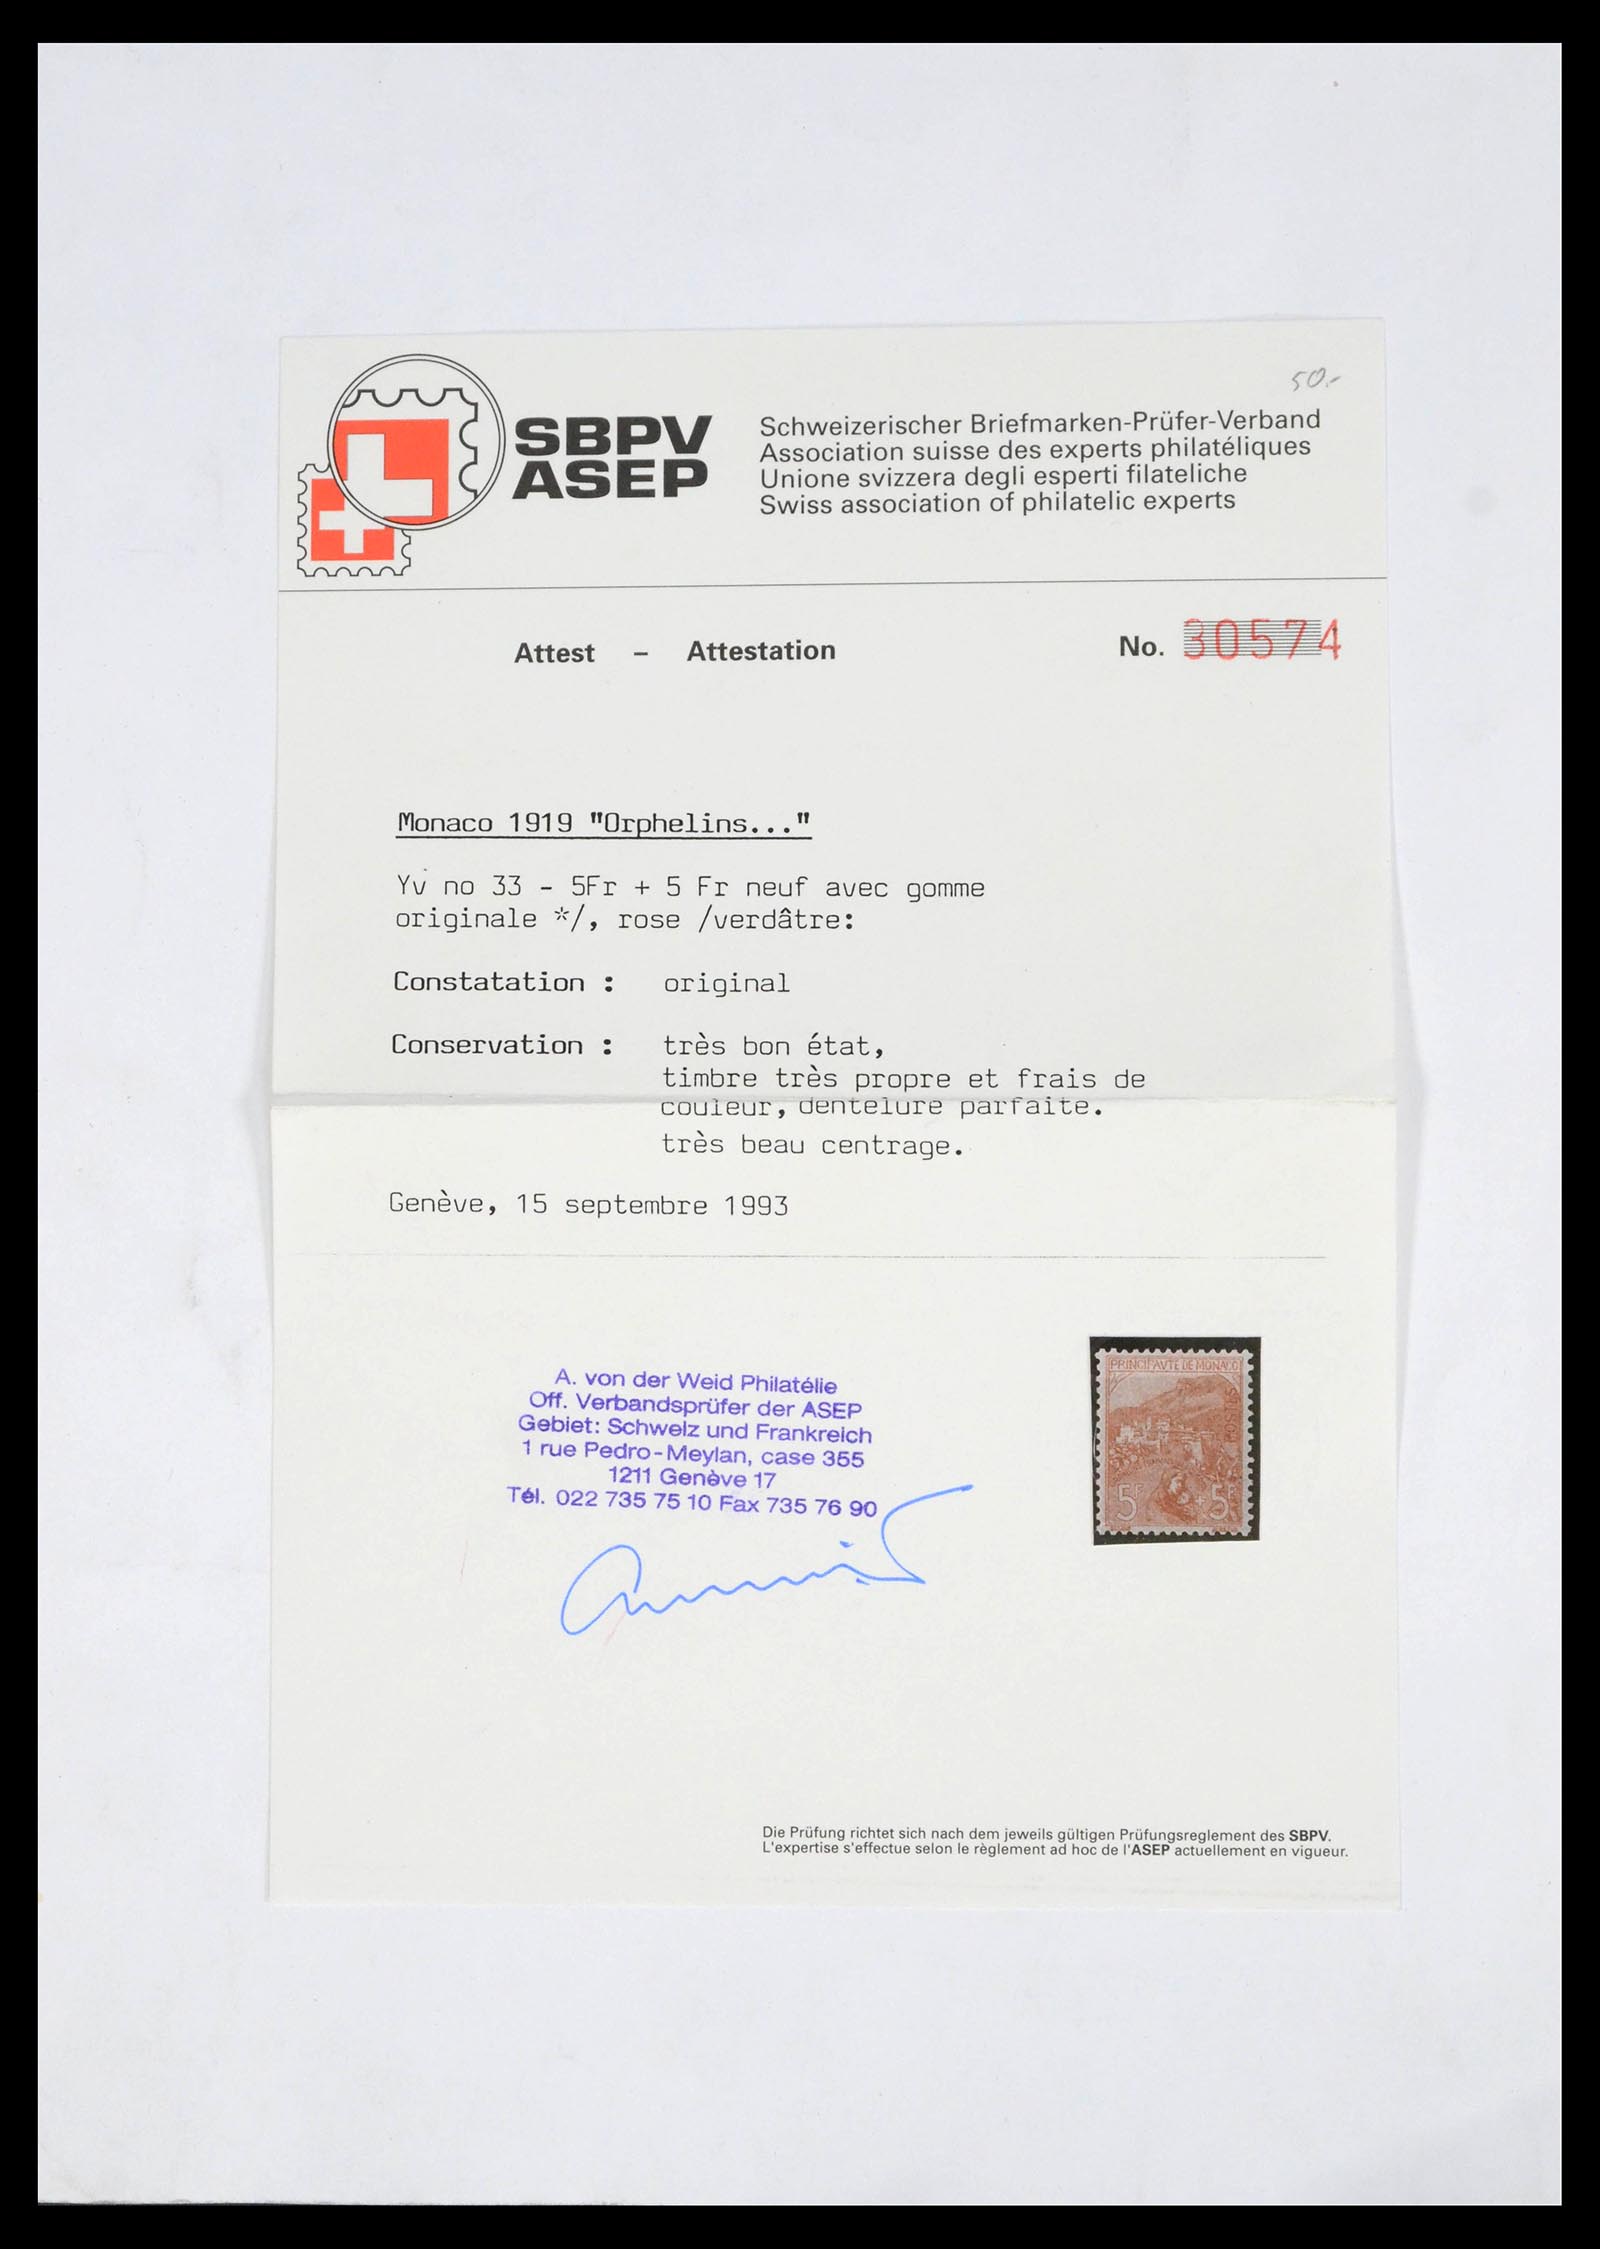 50.-
SBPV
ASEP
Schweizerischer Briefmarken-Prüfer-Verband
Association suisse des experts philatéliques
Unione svizzera degli esperti filateliche
Swiss association of philatelic experts
Attest – Attestation
No. 30574
Monaco 1919 "Orphelins..."
Yv no 33 - 5Fr + 5 Fr neuf avec gomme
originale */, rose /verdâtre:
Constatation : original
Conservation : très bon état,
timbre très propre et frais de
couleur, dentelure parfaite.
très beau centrage.
Genève, 15 septembre 1993
A. von der Weid Philatélie
Off. Verbandsprüfer der ASEP
Gebiet: Schweiz und Frankreich
1 rue Pedro-Meylan, case 355
1211 Genève 17
Tél. 022 735 75 10 Fax 735 76 90
PRINCIPAVTÉ DE MONACO
POSTES
5F +5F
Die Prüfung richtet sich nach dem jeweils gültigen Prüfungsreglement des SBPV.
L'expertise s'effectue selon le règlement ad hoc de l'ASEP actuellement en vigueur.